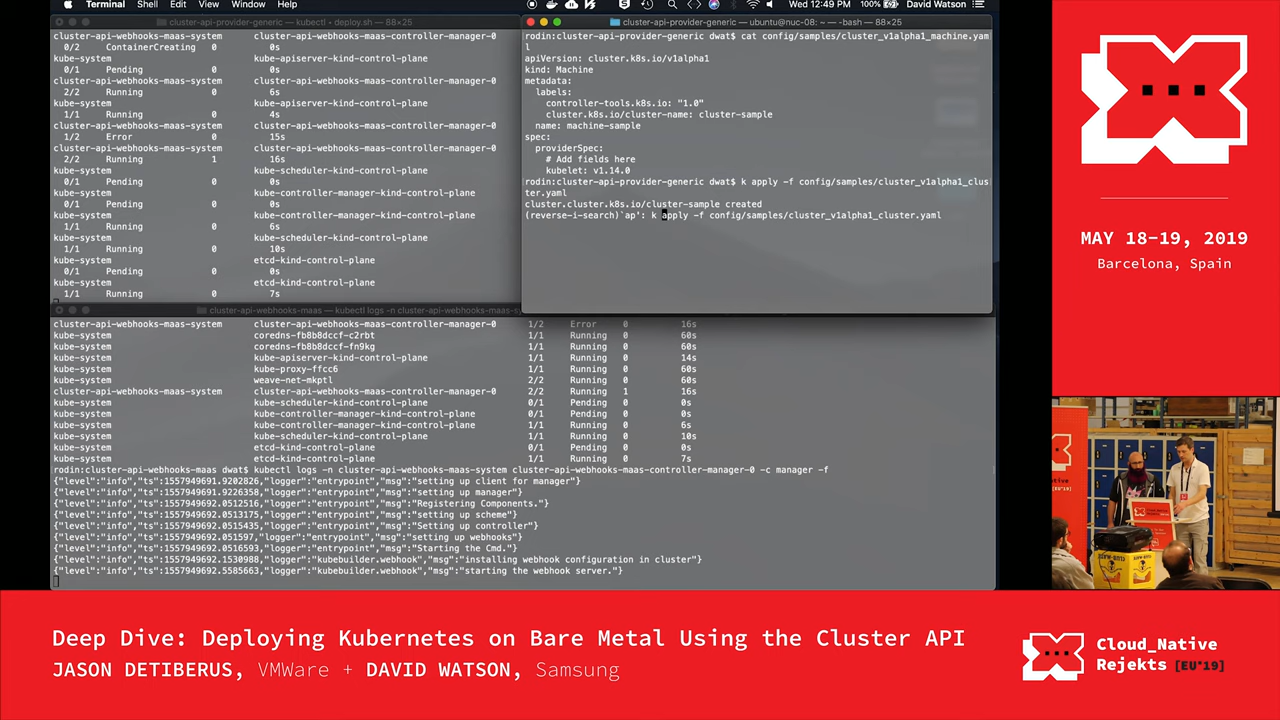 Terminal Shell Edit View Window Help
100% Wed 12:49 PM David Watson
cluster-api-provider-generic — kubectl ‹ deploy.sh — 88×25
cluster-api-webhooks-maas-system cluster-api-webhooks-maas-controller-manager-0
0/2 ContainerCreating 0 0s
kube-system kube-apiserver-kind-control-plane
0/1 Pending 0 0s
cluster-api-webhooks-maas-system cluster-api-webhooks-maas-controller-manager-0
2/2 Running 0 6s
kube-system kube-apiserver-kind-control-plane
1/1 Running 0 4s
cluster-api-webhooks-maas-system cluster-api-webhooks-maas-controller-manager-0
1/2 Error 0 15s
cluster-api-webhooks-maas-system cluster-api-webhooks-maas-controller-manager-0
2/2 Running 1 16s
kube-system kube-controller-manager-kind-control-plane
0/1 Pending 0 0s
kube-system kube-controller-manager-kind-control-plane
1/1 Running 0 6s
kube-system kube-scheduler-kind-control-plane
1/1 Running 0 10s
kube-system etcd-kind-control-plane
0/1 Pending 0 0s
kube-system etcd-kind-control-plane
1/1 Running 0 7s
cluster-api-provider-generic — ubuntu@nuc-08: ~ — -bash — 88×25
rodin:cluster-api-provider-generic dwat$ cat config/samples/cluster_v1alpha1_machine.yam
l
apiVersion: cluster.k8s.io/v1alpha1
kind: Machine
metadata:
labels:
controller-tools.k8s.io: "1.0"
cluster.k8s.io/cluster-name: cluster-sample
name: machine-sample
spec:
providerSpec:
# Add fields here
kubelet: v1.14.0
rodin:cluster-api-provider-generic dwat$ k apply -f config/samples/cluster_v1alpha1_clus
ter.yaml
cluster.cluster.k8s.io/cluster-sample created
(reverse-i-search)`ap': k apply -f config/samples/cluster_v1alpha1_cluster.yaml
cluster-api-webhooks-maas — kubectl logs -n cluster-api-webhooks-maas-sy
cluster-api-webhooks-maas-system cluster-api-webhooks-maas-controller-manager-0 1/2 Error 0 16s
kube-system coredns-fb8b8dccf-c2rbt 1/1 Running 0 60s
kube-system coredns-fb8b8dccf-fn9kg 1/1 Running 0 60s
kube-system kube-apiserver-kind-control-plane 1/1 Running 0 14s
kube-system kube-proxy-ffcc6 1/1 Running 0 60s
kube-system weave-net-mkptl 2/2 Running 0 60s
cluster-api-webhooks-maas-system cluster-api-webhooks-maas-controller-manager-0 2/2 Running 1 16s
kube-system kube-controller-manager-kind-control-plane 0/1 Pending 0 0s
kube-system kube-controller-manager-kind-control-plane 1/1 Running 0 6s
kube-system kube-scheduler-kind-control-plane 1/1 Running 0 10s
kube-system etcd-kind-control-plane 0/1 Pending 0 0s
kube-system etcd-kind-control-plane 1/1 Running 0 7s
rodin:cluster-api-webhooks-maas dwat$ kubectl logs -n cluster-api-webhooks-maas-system cluster-api-webhooks-maas-controller-manager-0 -c manager -f
{"level":"info","ts":1557949691.9202826,"logger":"entrypoint","msg":"setting up client for manager"}
{"level":"info","ts":1557949691.9226358,"logger":"entrypoint","msg":"setting up manager"}
{"level":"info","ts":1557949692.0512516,"logger":"entrypoint","msg":"Registering Components."}
{"level":"info","ts":1557949692.0513175,"logger":"entrypoint","msg":"setting up scheme"}
{"level":"info","ts":1557949692.0515435,"logger":"entrypoint","msg":"Setting up controller"}
{"level":"info","ts":1557949692.051597,"logger":"entrypoint","msg":"setting up webhooks"}
{"level":"info","ts":1557949692.0516593,"logger":"entrypoint","msg":"Starting the Cmd."}
{"level":"info","ts":1557949692.1530988,"logger":"kubebuilder.webhook","msg":"installing webhook configuration in cluster"}
{"level":"info","ts":1557949692.5585663,"logger":"kubebuilder.webhook","msg":"starting the webhook server."}
MAY 18-19, 2019
Barcelona, Spain
Deep Dive: Deploying Kubernetes on Bare Metal Using the Cluster API
JASON DETIBERUS, VMWare + DAVID WATSON, Samsung
Cloud_Native
Rejekts [EU'19]